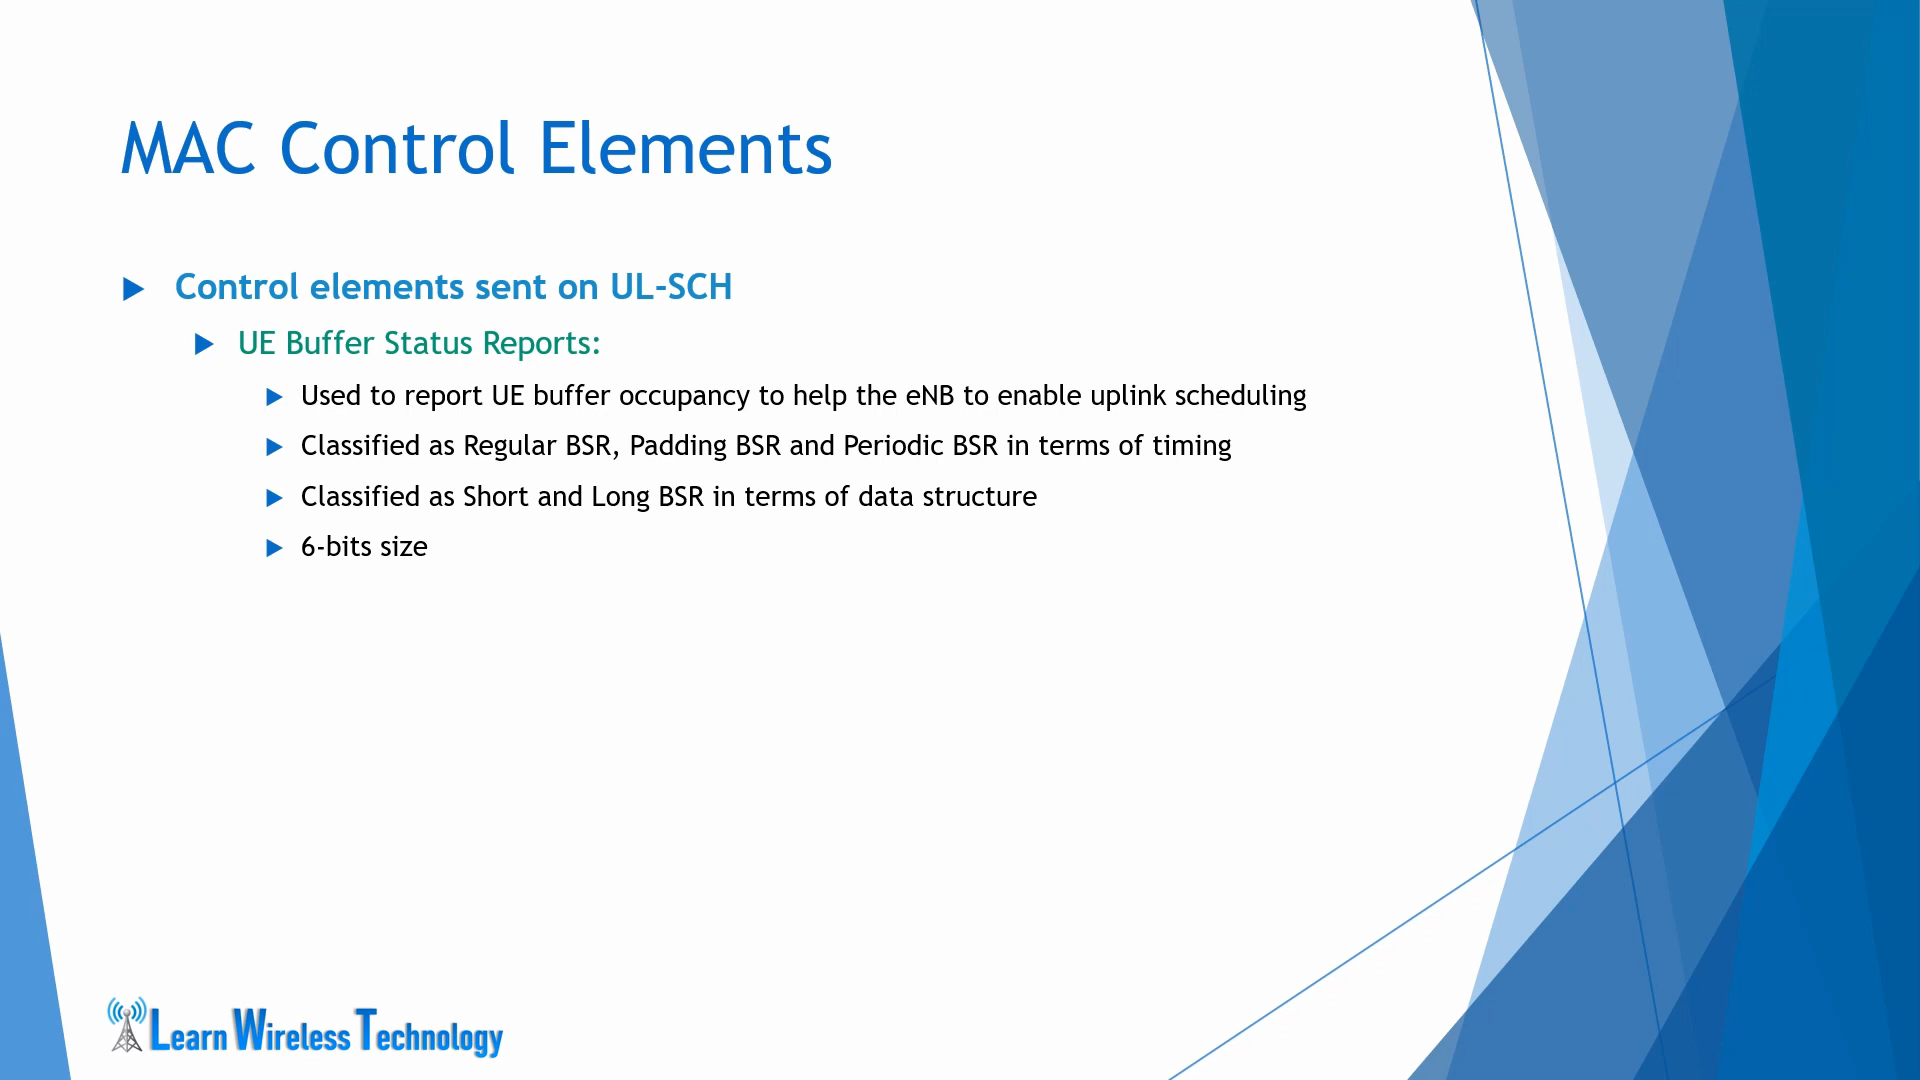 MAC Control Elements
Control elements sent on UL-SCH
UE Buffer Status Reports:
Used to report UE buffer occupancy to help the eNB to enable uplink scheduling
Classified as Regular BSR, Padding BSR and Periodic BSR in terms of timing
Classified as Short and Long BSR in terms of data structure
6-bits size
Learn Wireless Technology